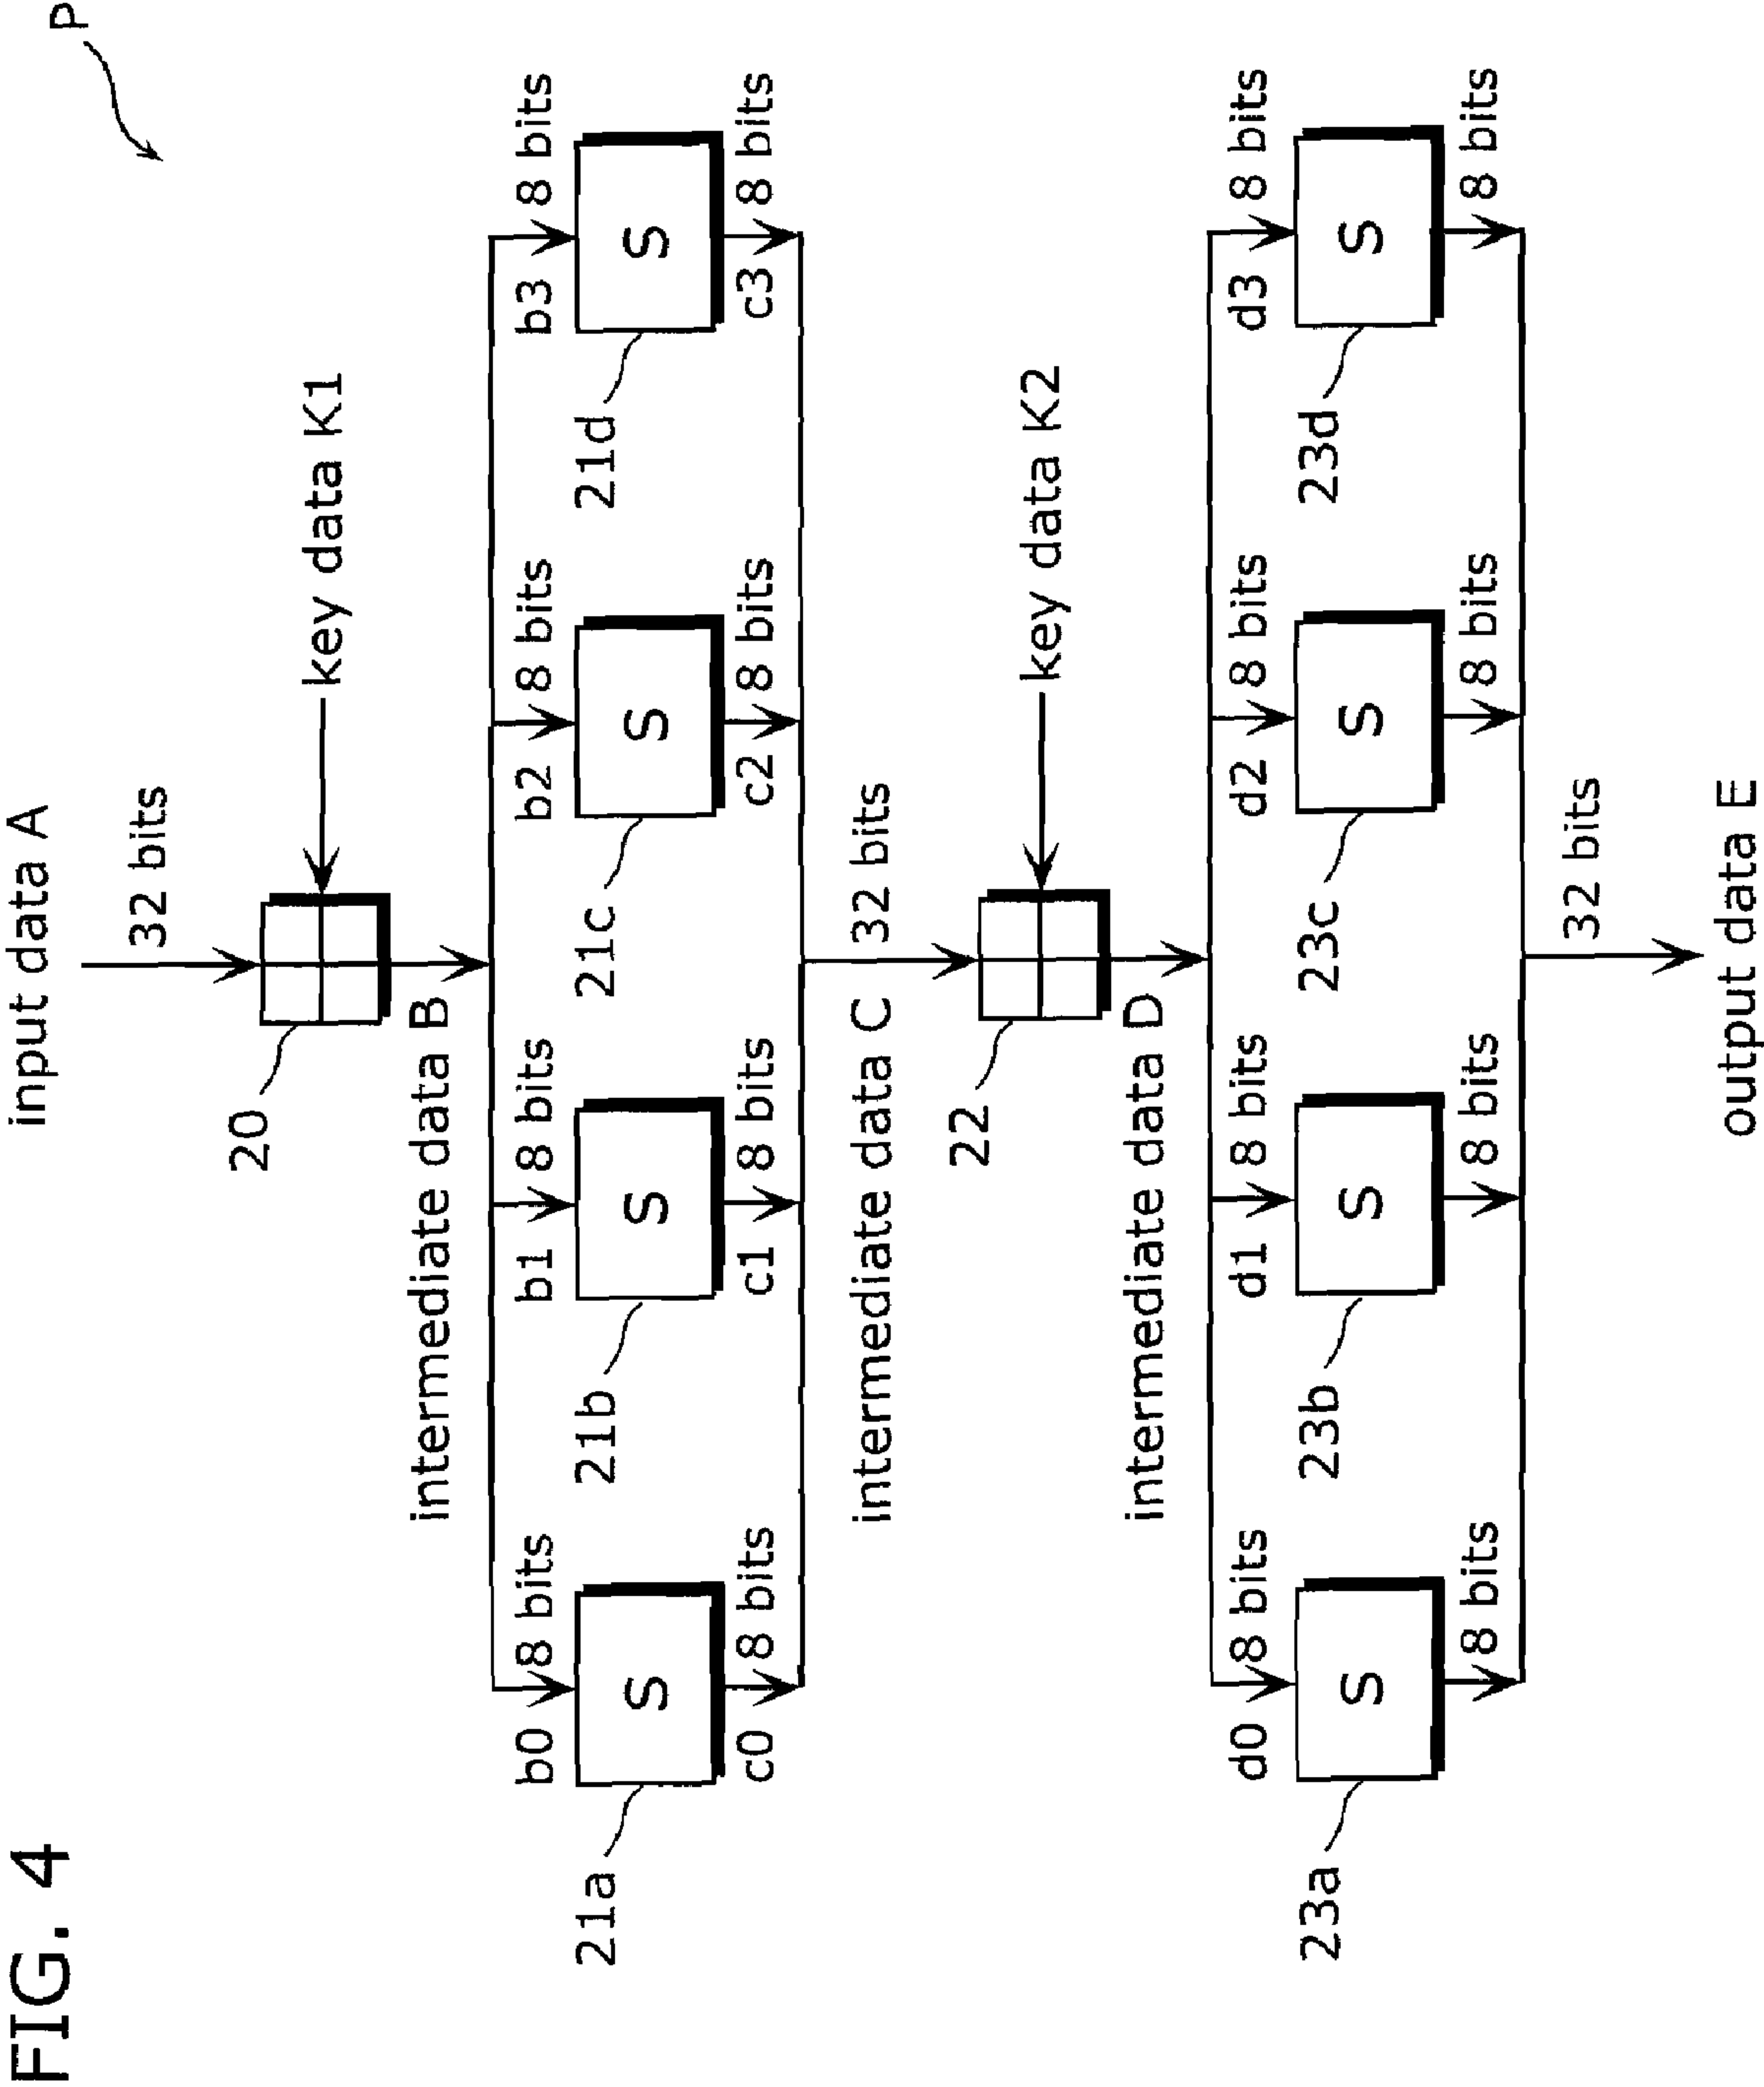 FIG. 4
P
input data A
32 bits
20
key data K1
intermediate data B
b0 8 bits
b1 8 bits
b2 8 bits
b3 8 bits
S
S
S
S
21a
21b
21c
21d
c0 8 bits
c1 8 bits
c2 8 bits
c3 8 bits
intermediate data C
32 bits
22
key data K2
intermediate data D
d0 8 bits
d1 8 bits
d2 8 bits
d3 8 bits
S
S
S
S
23a
23b
23c
23d
8 bits
8 bits
8 bits
8 bits
32 bits
output data E